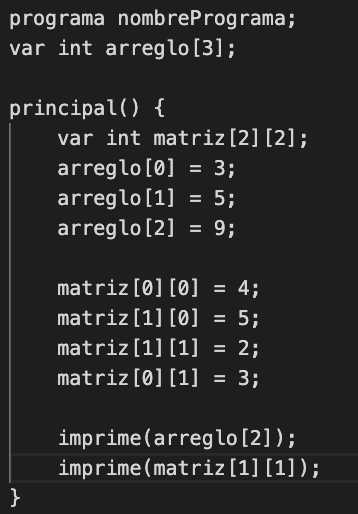 programa nombrePrograma;
var int arreglo[3];
principal() {
var int matriz[2][2];
arreglo[0] = 3;
arreglo[1] = 5;
arreglo[2] = 9;
matriz[0][0] = 4;
matriz[1][0] = 5;
matriz[1][1] = 2;
matriz[0][1] = 3;
imprime(arreglo[2]);
imprime(matriz[1][1]);
}